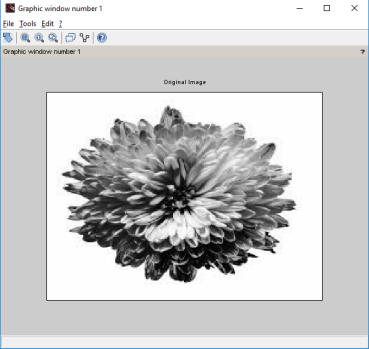 Graphic window number 1
File Tools Edit ?
Graphic window number 1 ?
Original Image